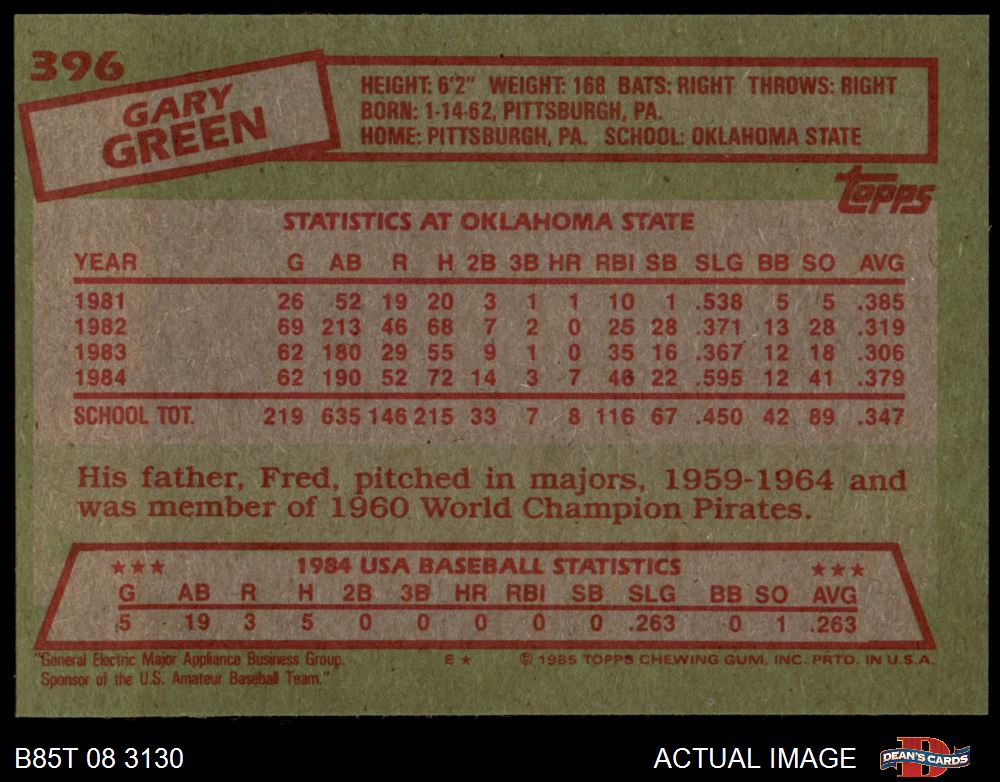 396
GARY
GREEN
HEIGHT: 6'2" WEIGHT: 168 BATS: RIGHT THROWS: RIGHT
BORN: 1-14-62, PITTSBURGH, PA.
HOME: PITTSBURGH, PA. SCHOOL: OKLAHOMA STATE
Topps
STATISTICS AT OKLAHOMA STATE
YEAR G AB R H 2B 3B HR RBI SB SLG BB SO AVG
1981 26 52 19 20 3 1 1 10 1 .538 5 5 .385
1982 69 213 46 68 7 2 0 25 28 .371 13 28 .319
1983 62 180 29 55 9 1 0 35 16 .367 12 18 .306
1984 62 190 52 72 14 3 7 46 22 .595 12 41 .379
SCHOOL TOT. 219 635 146 215 33 7 8 116 67 .450 42 89 .347
His father, Fred, pitched in majors, 1959-1964 and
was member of 1960 World Champion Pirates.
★★★ 1984 USA BASEBALL STATISTICS ★★★
G AB R H 2B 3B HR RBI SB SLG BB SO AVG
5 19 3 5 0 0 0 0 0 .263 0 1 .263
"General Electric Major Appliance Business Group.
Sponsor of the U.S. Amateur Baseball Team."
E ★ © 1985 TOPPS CHEWING GUM, INC. PRTD. IN U.S.A.
B85T 08 3130 ACTUAL IMAGE DEAN'S CARDS